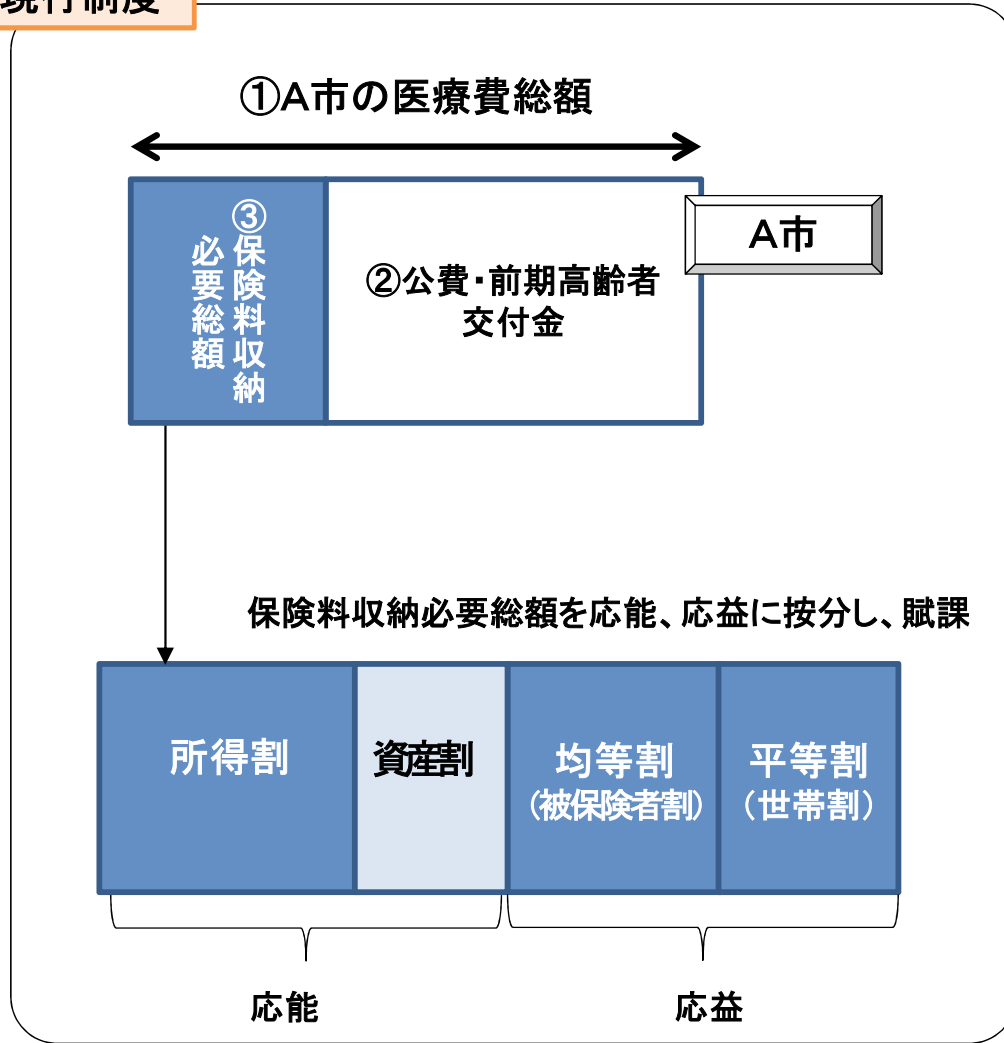 現行制度
①A市の医療費総額
③保険料収納
必要総額
②公費・前期高齢者
交付金
A市
保険料収納必要総額を応能、応益に按分し、賦課
所得割
資産割
均等割
（被保険者割）
平等割
（世帯割）
応能
応益